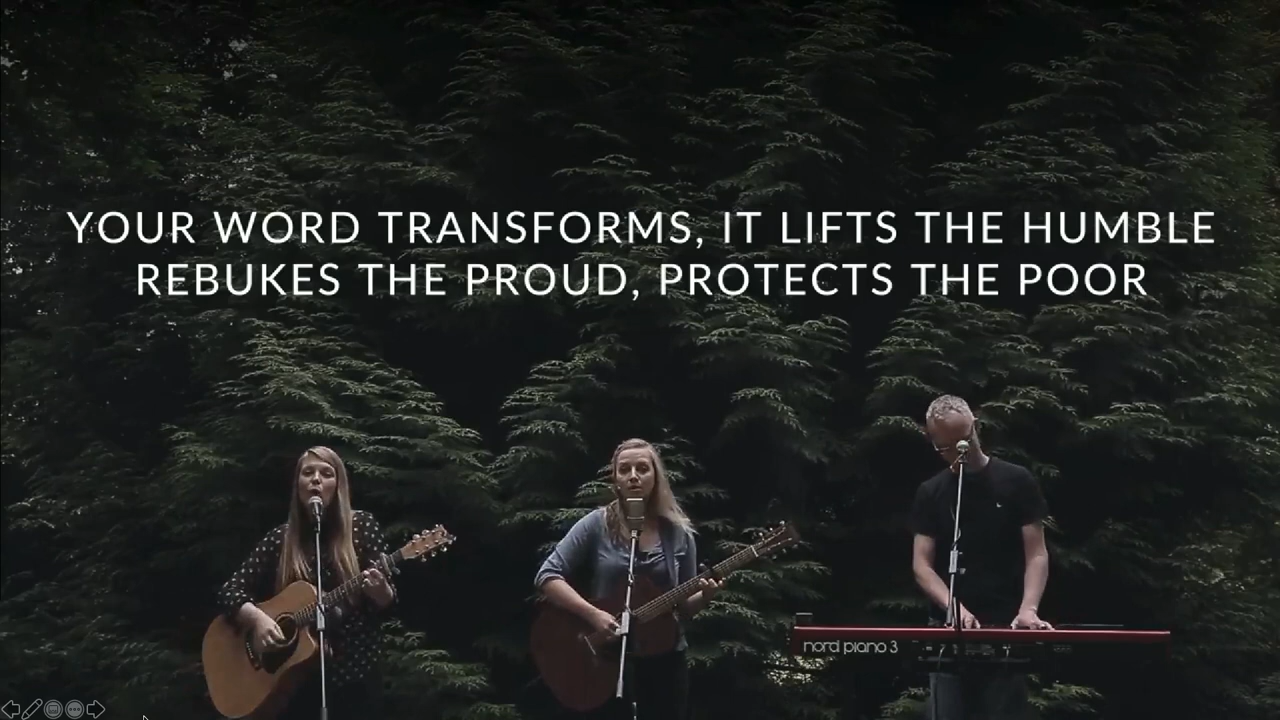 YOUR WORD TRANSFORMS, IT LIFTS THE HUMBLE
REBUKES THE PROUD, PROTECTS THE POOR
nord piano 3